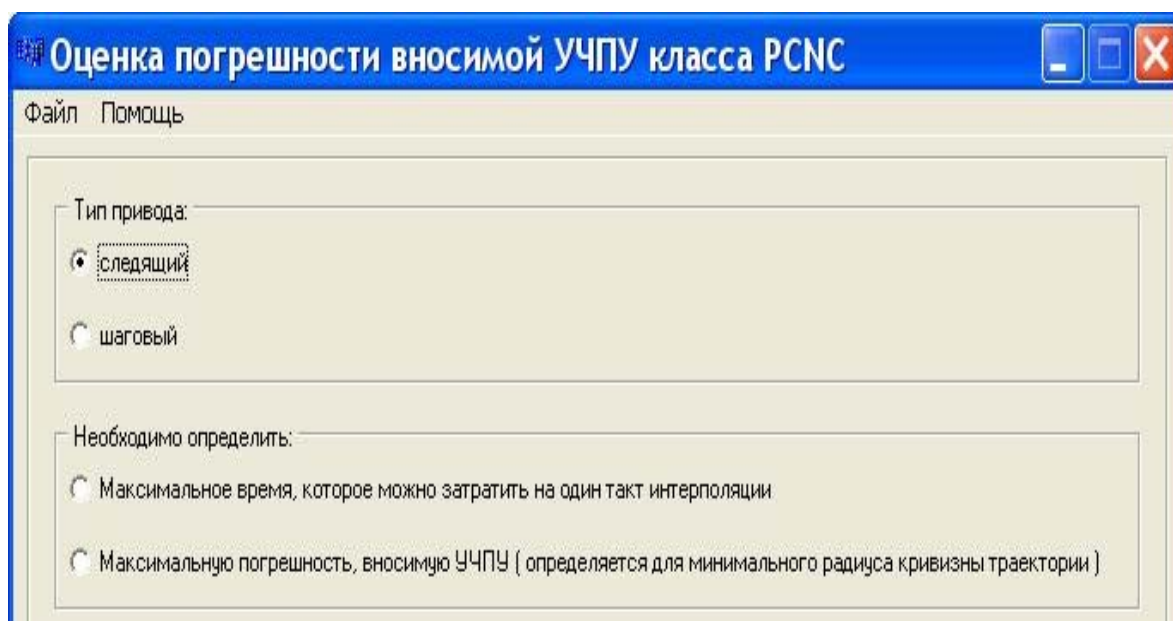 Оценка погрешности вносимой УЧПУ класса PCNC
Файл Помощь
Тип привода:
следящий
шаговый
Необходимо определить:
Максимальное время, которое можно затратить на один такт интерполяции
Максимальную погрешность, вносимую УЧПУ ( определяется для минимального радиуса кривизны траектории )